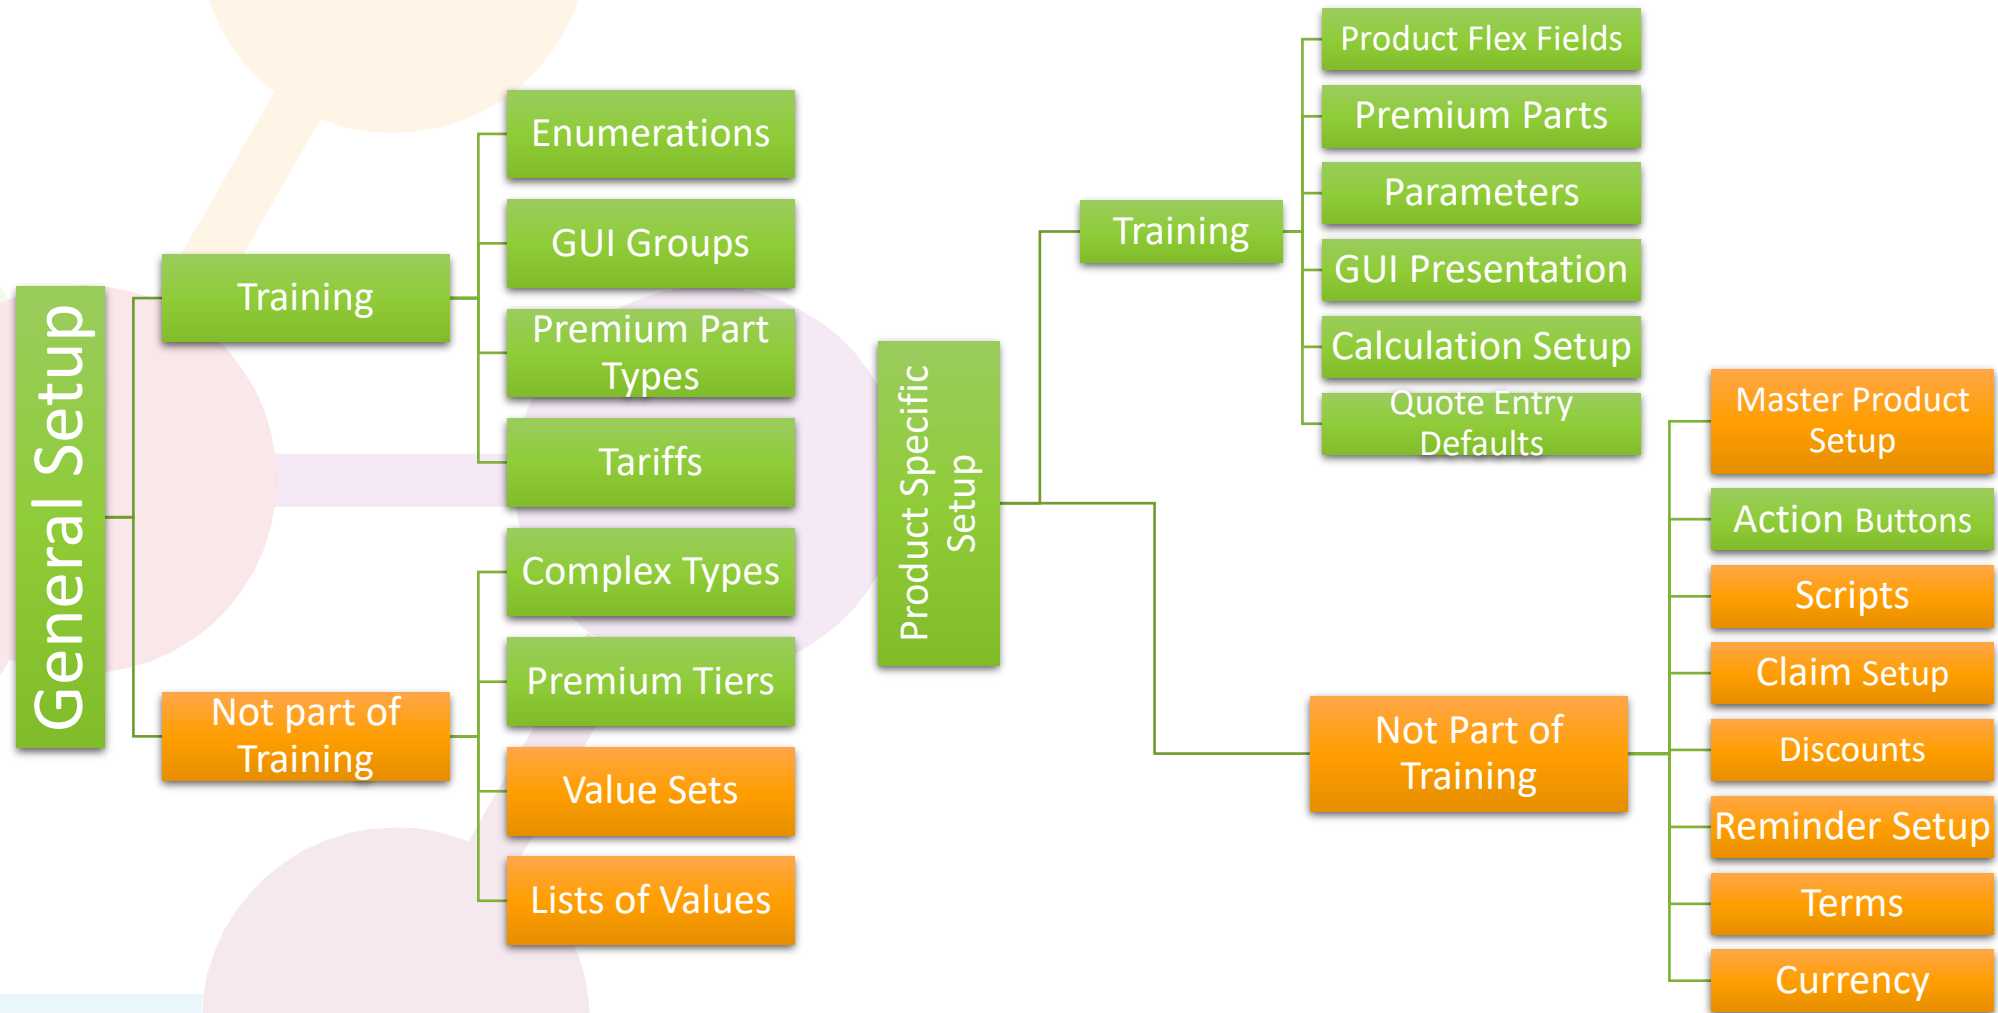 General Setup
Training
Enumerations
GUI Groups
Premium Part
Types
Tariffs
Not part of
Training
Complex Types
Premium Tiers
Value Sets
Lists of Values
Product Specific
Setup
Training
Product Flex Fields
Premium Parts
Parameters
GUI Presentation
Calculation Setup
Quote Entry
Defaults
Not Part of
Training
Master Product
Setup
Action Buttons
Scripts
Claim Setup
Discounts
Reminder Setup
Terms
Currency